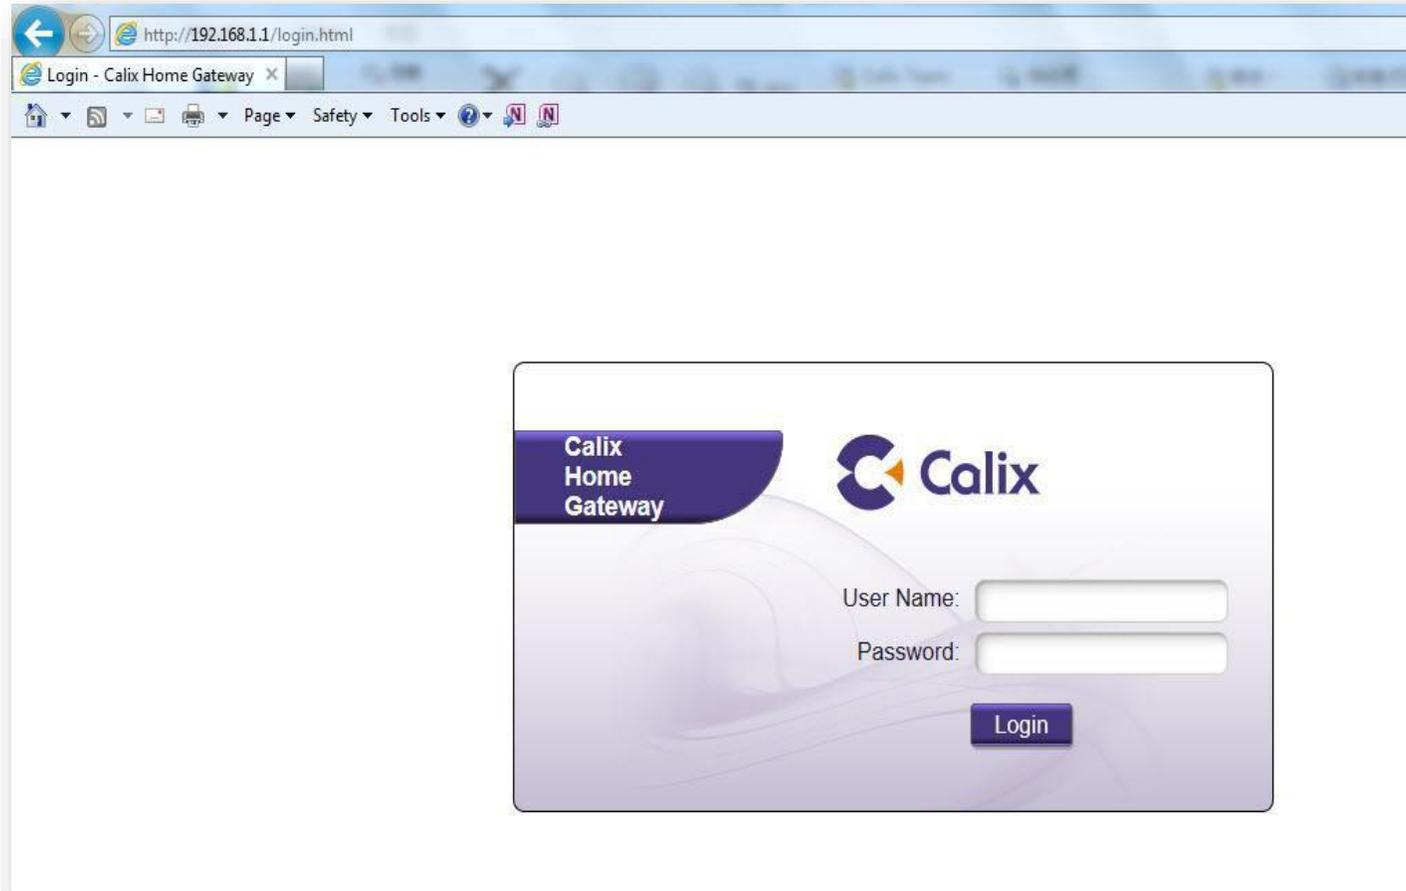 http://192.168.1.1/login.html
Login - Calix Home Gateway
Page Safety Tools
Calix
Home
Gateway
Calix
User Name:
Password:
Login